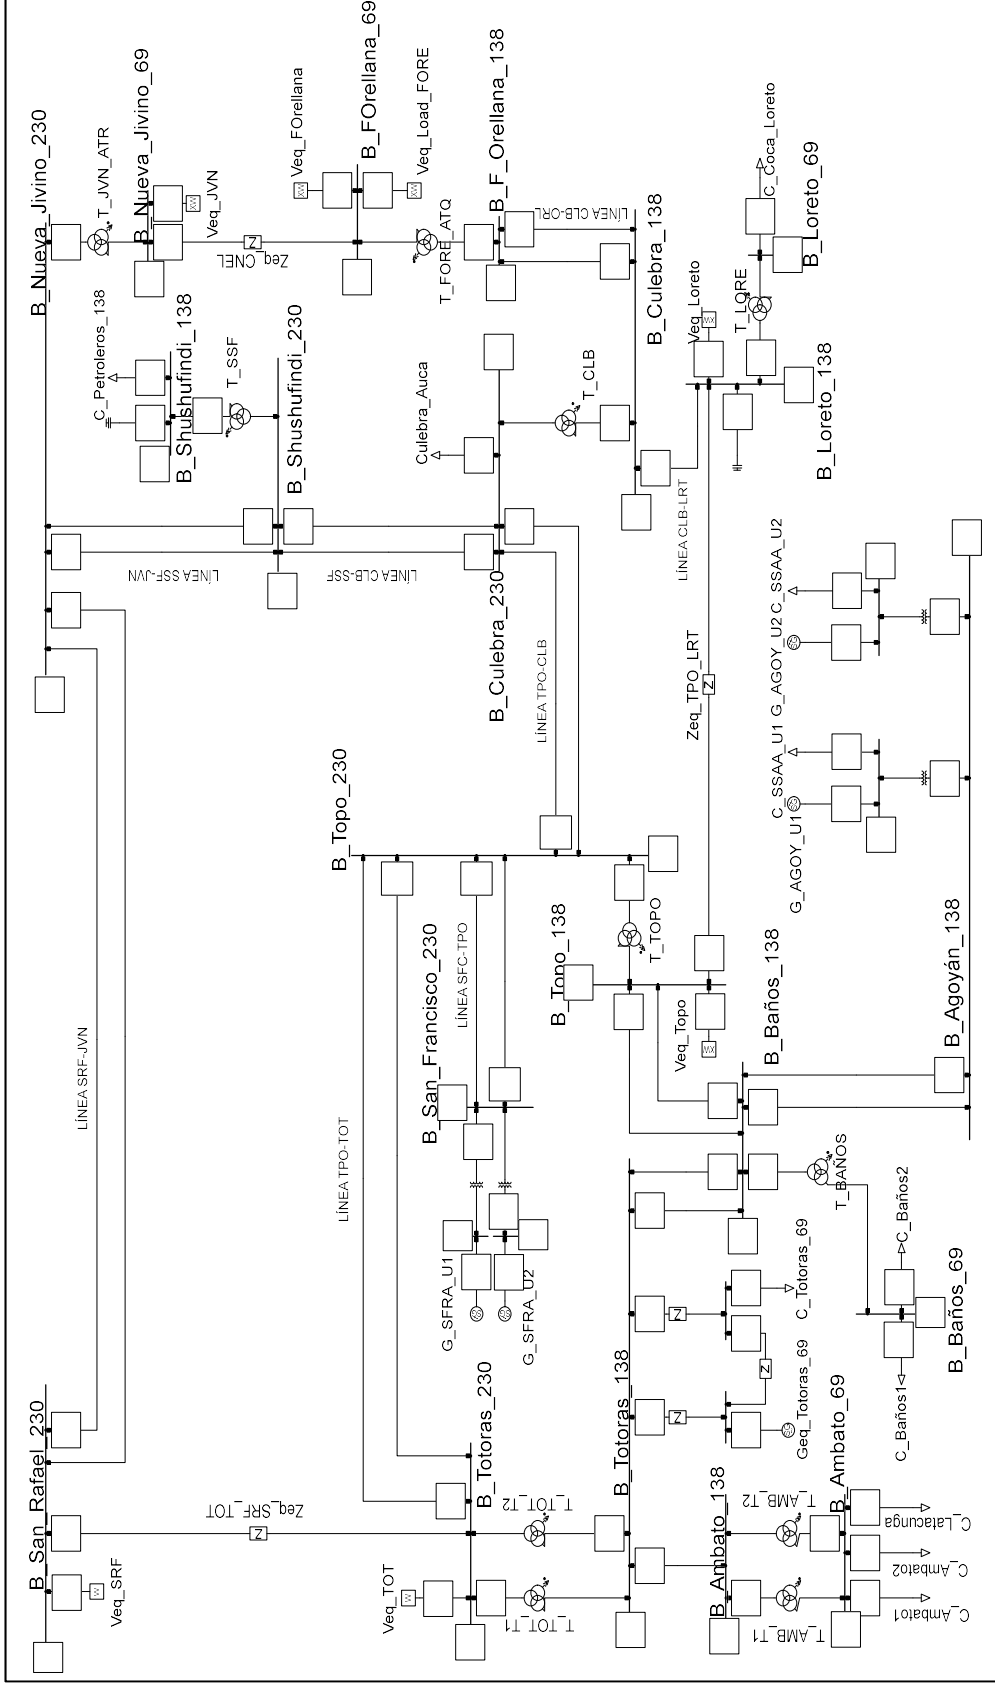 B_Nueva_Jivino_230
T_JVN_ATR
B_Nueva_Jivino_69
Veq_JVN
Zeq_CNEL
Veq_FOrellana
B_FOrellana_69
Veq_Load_FORE
T_FORE_ATQ
B_F_Orellana_138
LÍNEA CLB-ORL
B_Culebra_138
C_Petroleros_138
B_Shushufindi_138
T_SSF
B_Shushufindi_230
Culebra_Auca
T_CLB
LÍNEA SSF-JVN
LÍNEA CLB-SSF
B_Culebra_230
LÍNEA TPO-CLB
LÍNEA CLB-LRT
Veq_Loreto
T_LORE
C_Coca_Loreto
B_Loreto_69
B_Loreto_138
Zeq_TPO_LRT
Z
C_SSAA_U2
G_AGOY_U2
C_SSAA_U1
G_AGOY_U1
B_Topo_230
LÍNEA SRF-JVN
LÍNEA TPO-TOT
B_San_Francisco_230
LÍNEA SFC-TPO
G_SFRA_U1
G_SFRA_U2
B_Topo_138
T_TOPO
Veq_Topo
B_Baños_138
B_Agoyán_138
T_BAÑOS
C_Baños2
C_Baños1
B_Baños_69
B_San_Rafael_230
Veq_SRF
Zeq_SRF_TOT
Z
B_Totoras_230
Veq_TOT
T_TOT_T2
T_TOT_T1
B_Totoras_138
Z
Z
Z
C_Totoras_69
Geq_Totoras_69
B_Ambato_138
T_AMB_T2
T_AMB_T1
B_Ambato_69
C_Latacunga
C_Ambato2
C_Ambato1
Z